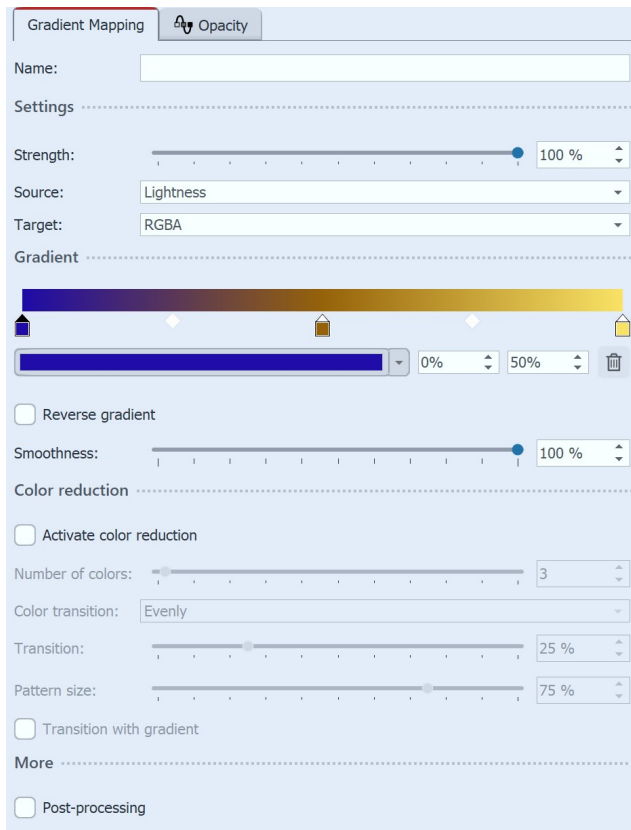 Gradient Mapping Opacity
Name:
Settings
Strength: 100 %
Source: Lightness
Target: RGBA
Gradient
0% 50%
Reverse gradient
Smoothness: 100 %
Color reduction
Activate color reduction
Number of colors: 3
Color transition: Evenly
Transition: 25 %
Pattern size: 75 %
Transition with gradient
More
Post-processing